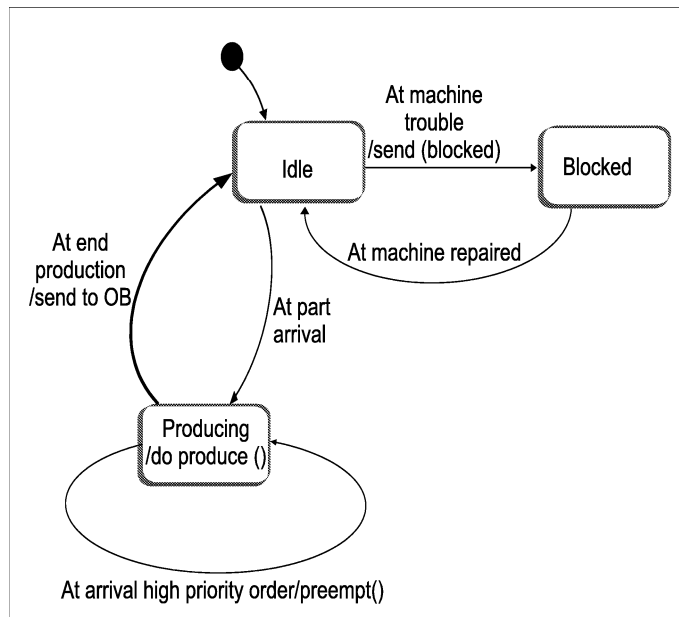 At machine
trouble
/send (blocked)
Idle
Blocked
At machine repaired
At end
production
/send to OB
At part
arrival
Producing
/do produce ()
At arrival high priority order/preempt()